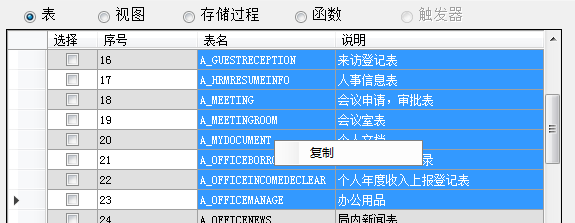 表 视图 存储过程 函数 触发器
选择 序号 表名 说明
16 A_GUESTRECEPTION 来访登记表
17 A_HRMRESUMEINFO 人事信息表
18 A_MEETING 会议申请，审批表
19 A_MEETINGROOM 会议室表
20 A_MYDOCUMENT 个人文档
复制
21 A_OFFICEBORRO 录
22 A_OFFICEINCOMEDECLEAR 个人年度收入上报登记表
23 A_OFFICEMANAGE 办公用品
24 A_OFFICENEWS 局内新闻表